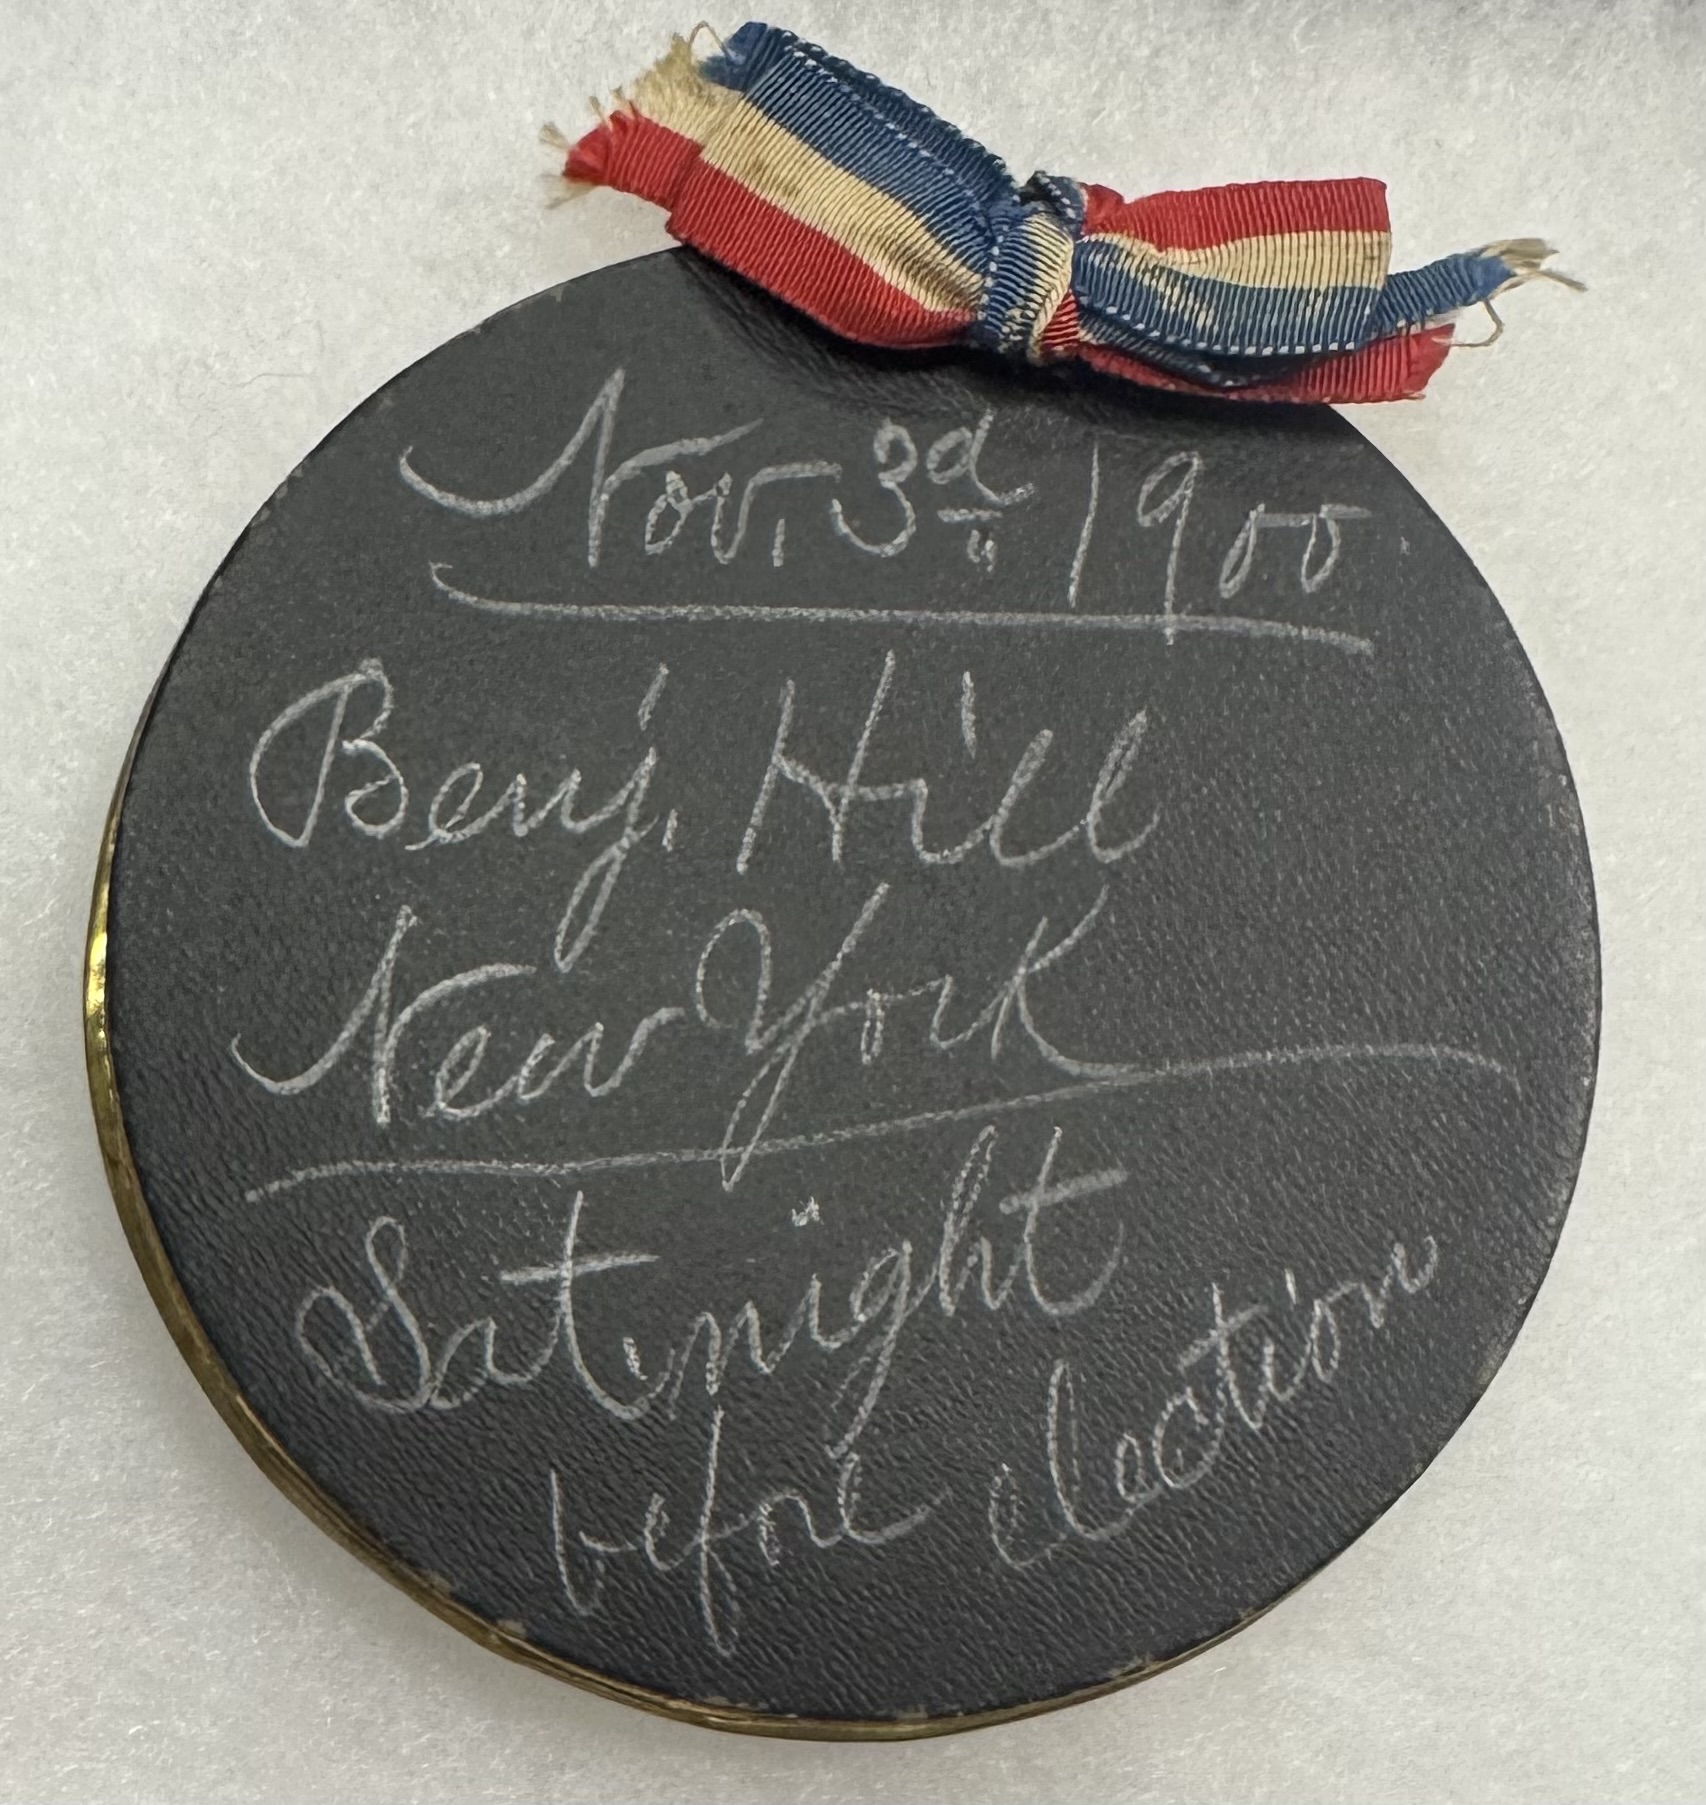 Nov. 3d 1900
Benj. Hill
New York
Sat. night
before election